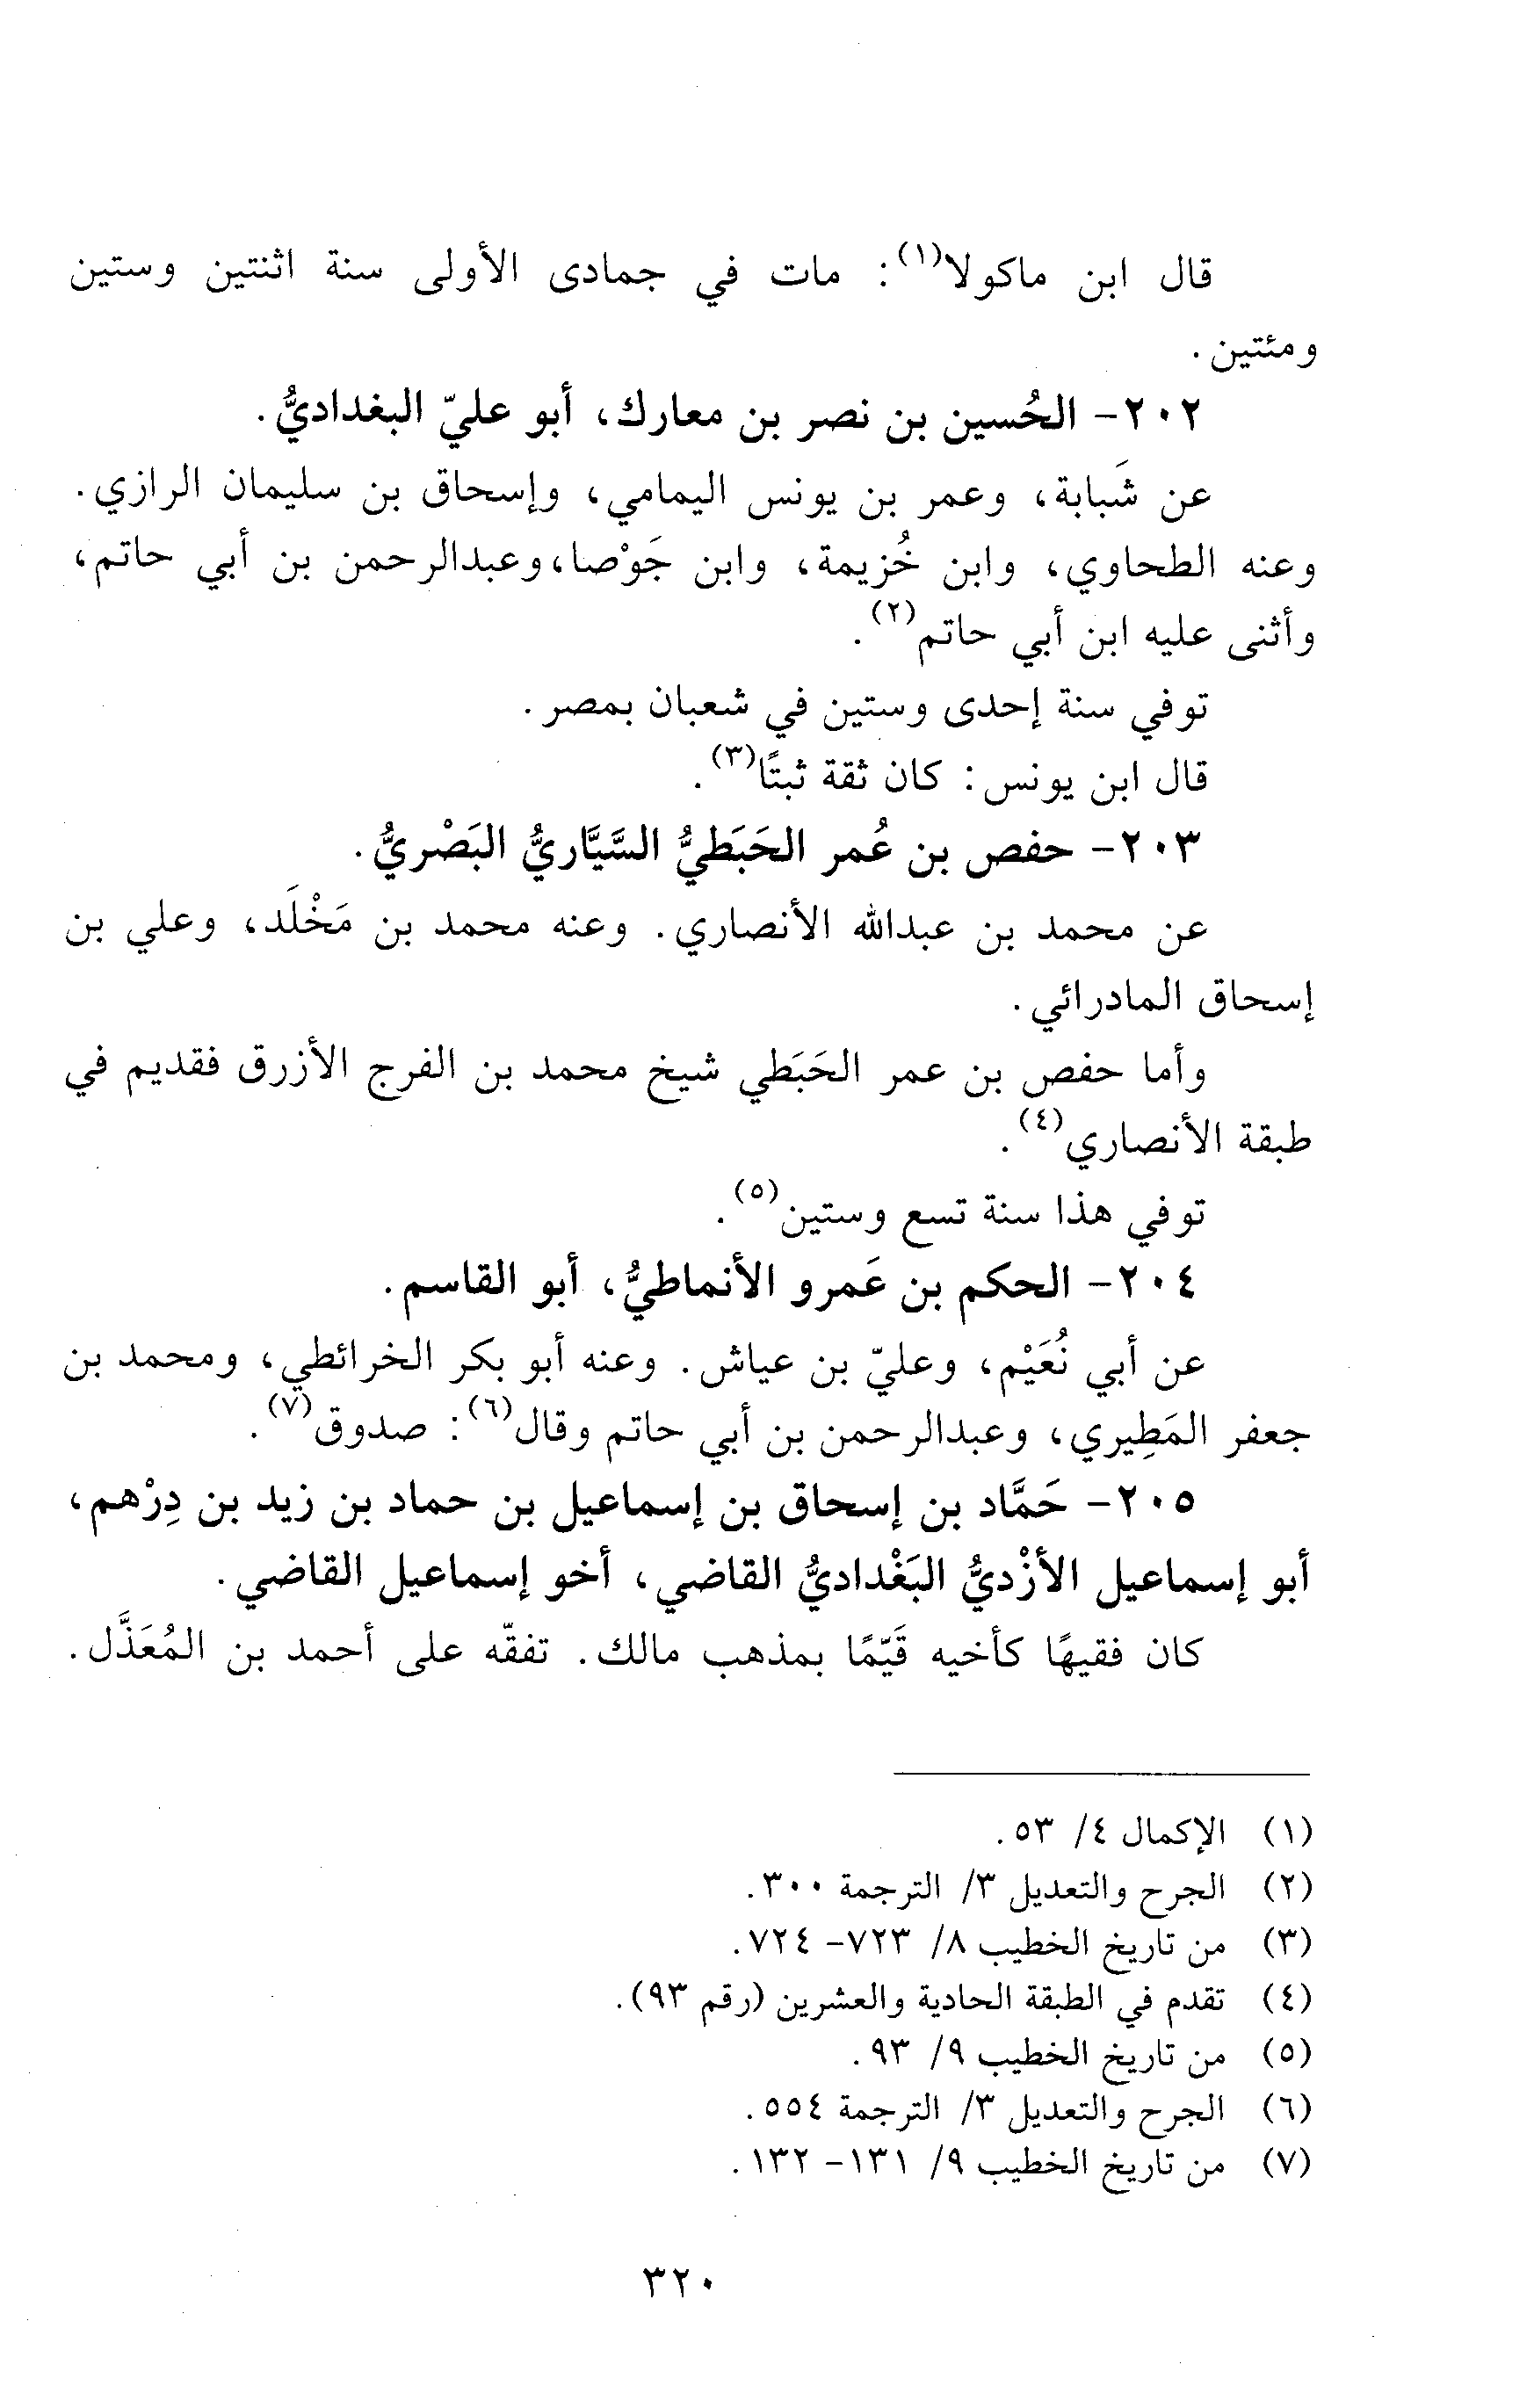 قال ابن ماكولا(١): مات في جمادى الأولى سنة اثنتين وستين
ومئتين.
٢٠٢- الحُسين بن نصر بن معارك، أبو عليّ البغداديُّ.
عن شَبابة، وعمر بن يونس اليمامي، وإسحاق بن سليمان الرازي.
وعنه الطحاوي، وابن خُزيمة، وابن جَوْصا، وعبدالرحمن بن أبي حاتم،
وأثنى عليه ابن أبي حاتم(٢).
توفي سنة إحدى وستين في شعبان بمصر.
قال ابن يونس: كان ثقة ثبتًا(٣).
٢٠٣- حفص بن عُمر الحَبَطيُّ السَّيَّاريُّ البَصْريُّ.
عن محمد بن عبدالله الأنصاري. وعنه محمد بن مَخْلَد، وعلي بن
إسحاق المادرائي.
وأما حفص بن عمر الحَبَطي شيخ محمد بن الفرج الأزرق فقديم في
طبقة الأنصاري(٤).
توفي هذا سنة تسع وستين(٥).
٢٠٤- الحكم بن عَمرو الأنماطيُّ، أبو القاسم.
عن أبي نُعَيْم، وعليّ بن عياش. وعنه أبو بكر الخرائطي، ومحمد بن
جعفر المَطِيري، وعبدالرحمن بن أبي حاتم وقال(٦): صدوق(٧).
٢٠٥- حَمَّاد بن إسحاق بن إسماعيل بن حماد بن زيد بن دِرْهم،
أبو إسماعيل الأزْديُّ البَغْداديُّ القاضي، أخو إسماعيل القاضي.
كان فقيهًا كأخيه قَيّمًا بمذهب مالك. تفقّه على أحمد بن المُعَذَّل.
(١) الإكمال ٤/ ٥٣.
(٢) الجرح والتعديل ٣/ الترجمة ٣٠٠.
(٣) من تاريخ الخطيب ٨/ ٧٢٣- ٧٢٤.
(٤) تقدم في الطبقة الحادية والعشرين (رقم ٩٣).
(٥) من تاريخ الخطيب ٩/ ٩٣.
(٦) الجرح والتعديل ٣/ الترجمة ٥٥٤.
(٧) من تاريخ الخطيب ٩/ ١٣١- ١٣٢.
٣٢٠